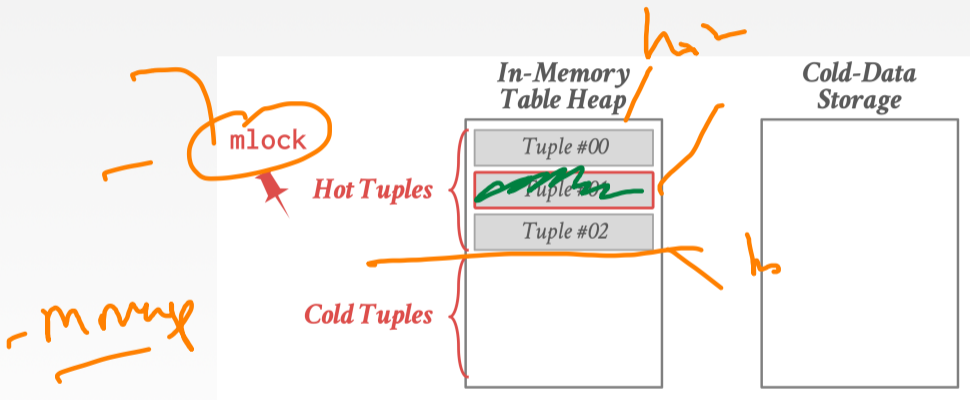 In-Memory
Table Heap
Cold-Data
Storage
mlock
Tuple #00
Hot Tuples
Tuple #02
Cold Tuples